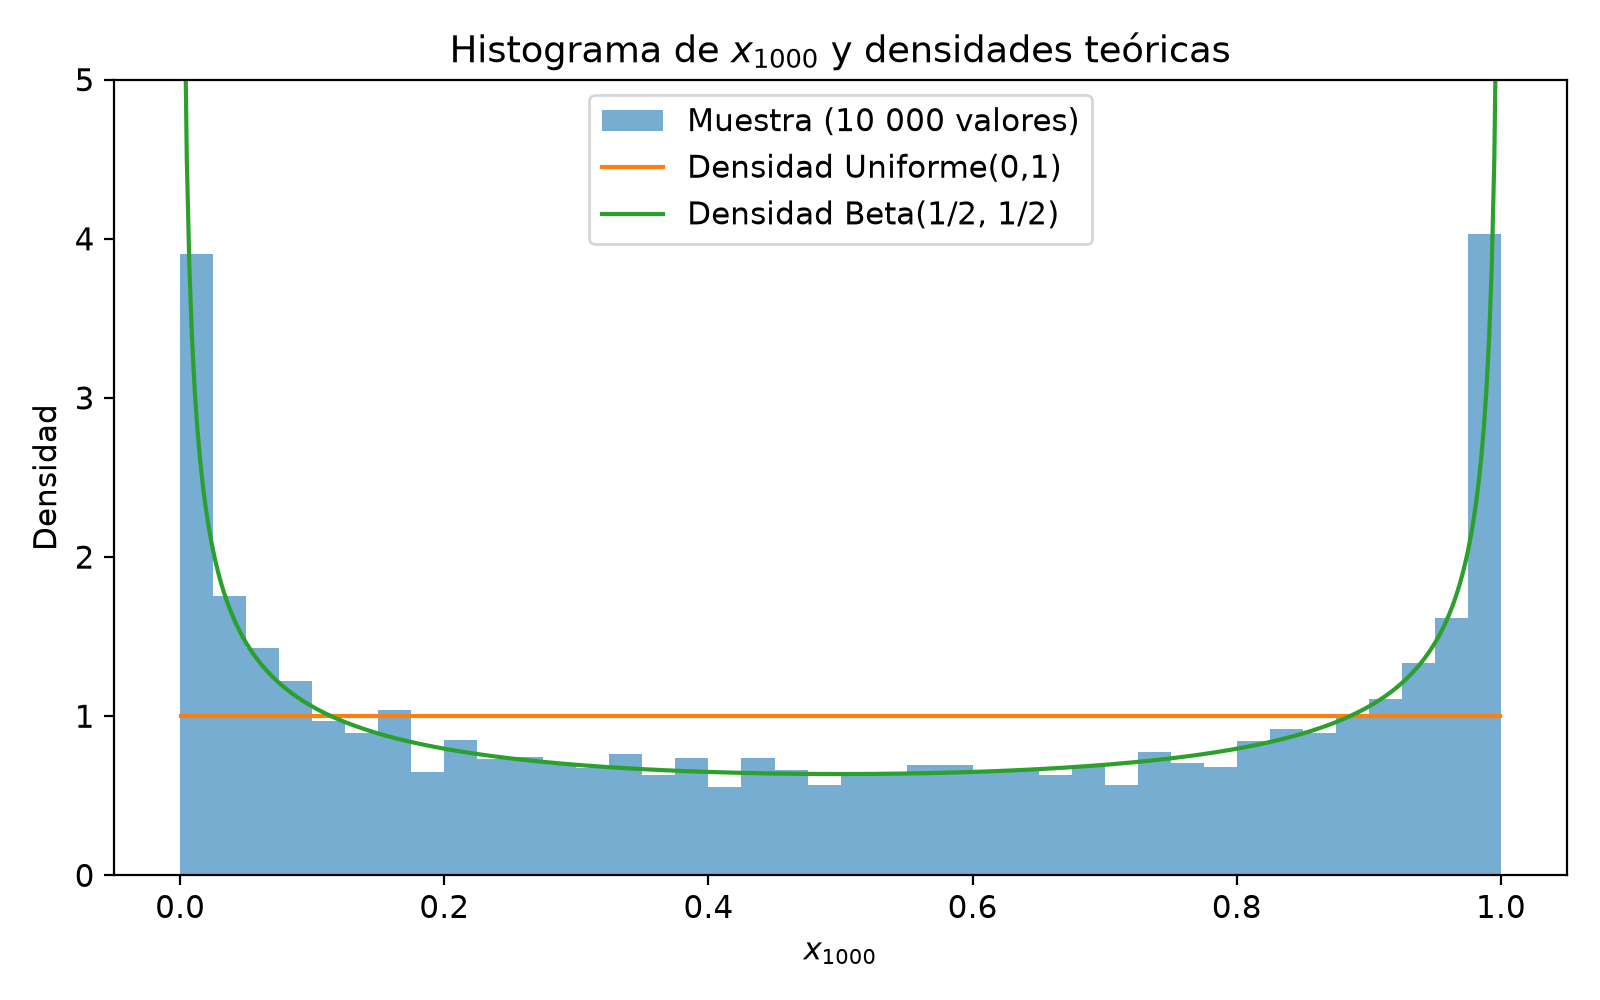 Histograma de x₁₀₀₀ y densidades teóricas
Muestra (10 000 valores)
Densidad Uniforme(0,1)
Densidad Beta(1/2, 1/2)
Densidad
5
4
3
2
1
0
0.0 0.2 0.4 0.6 0.8 1.0
x₁₀₀₀